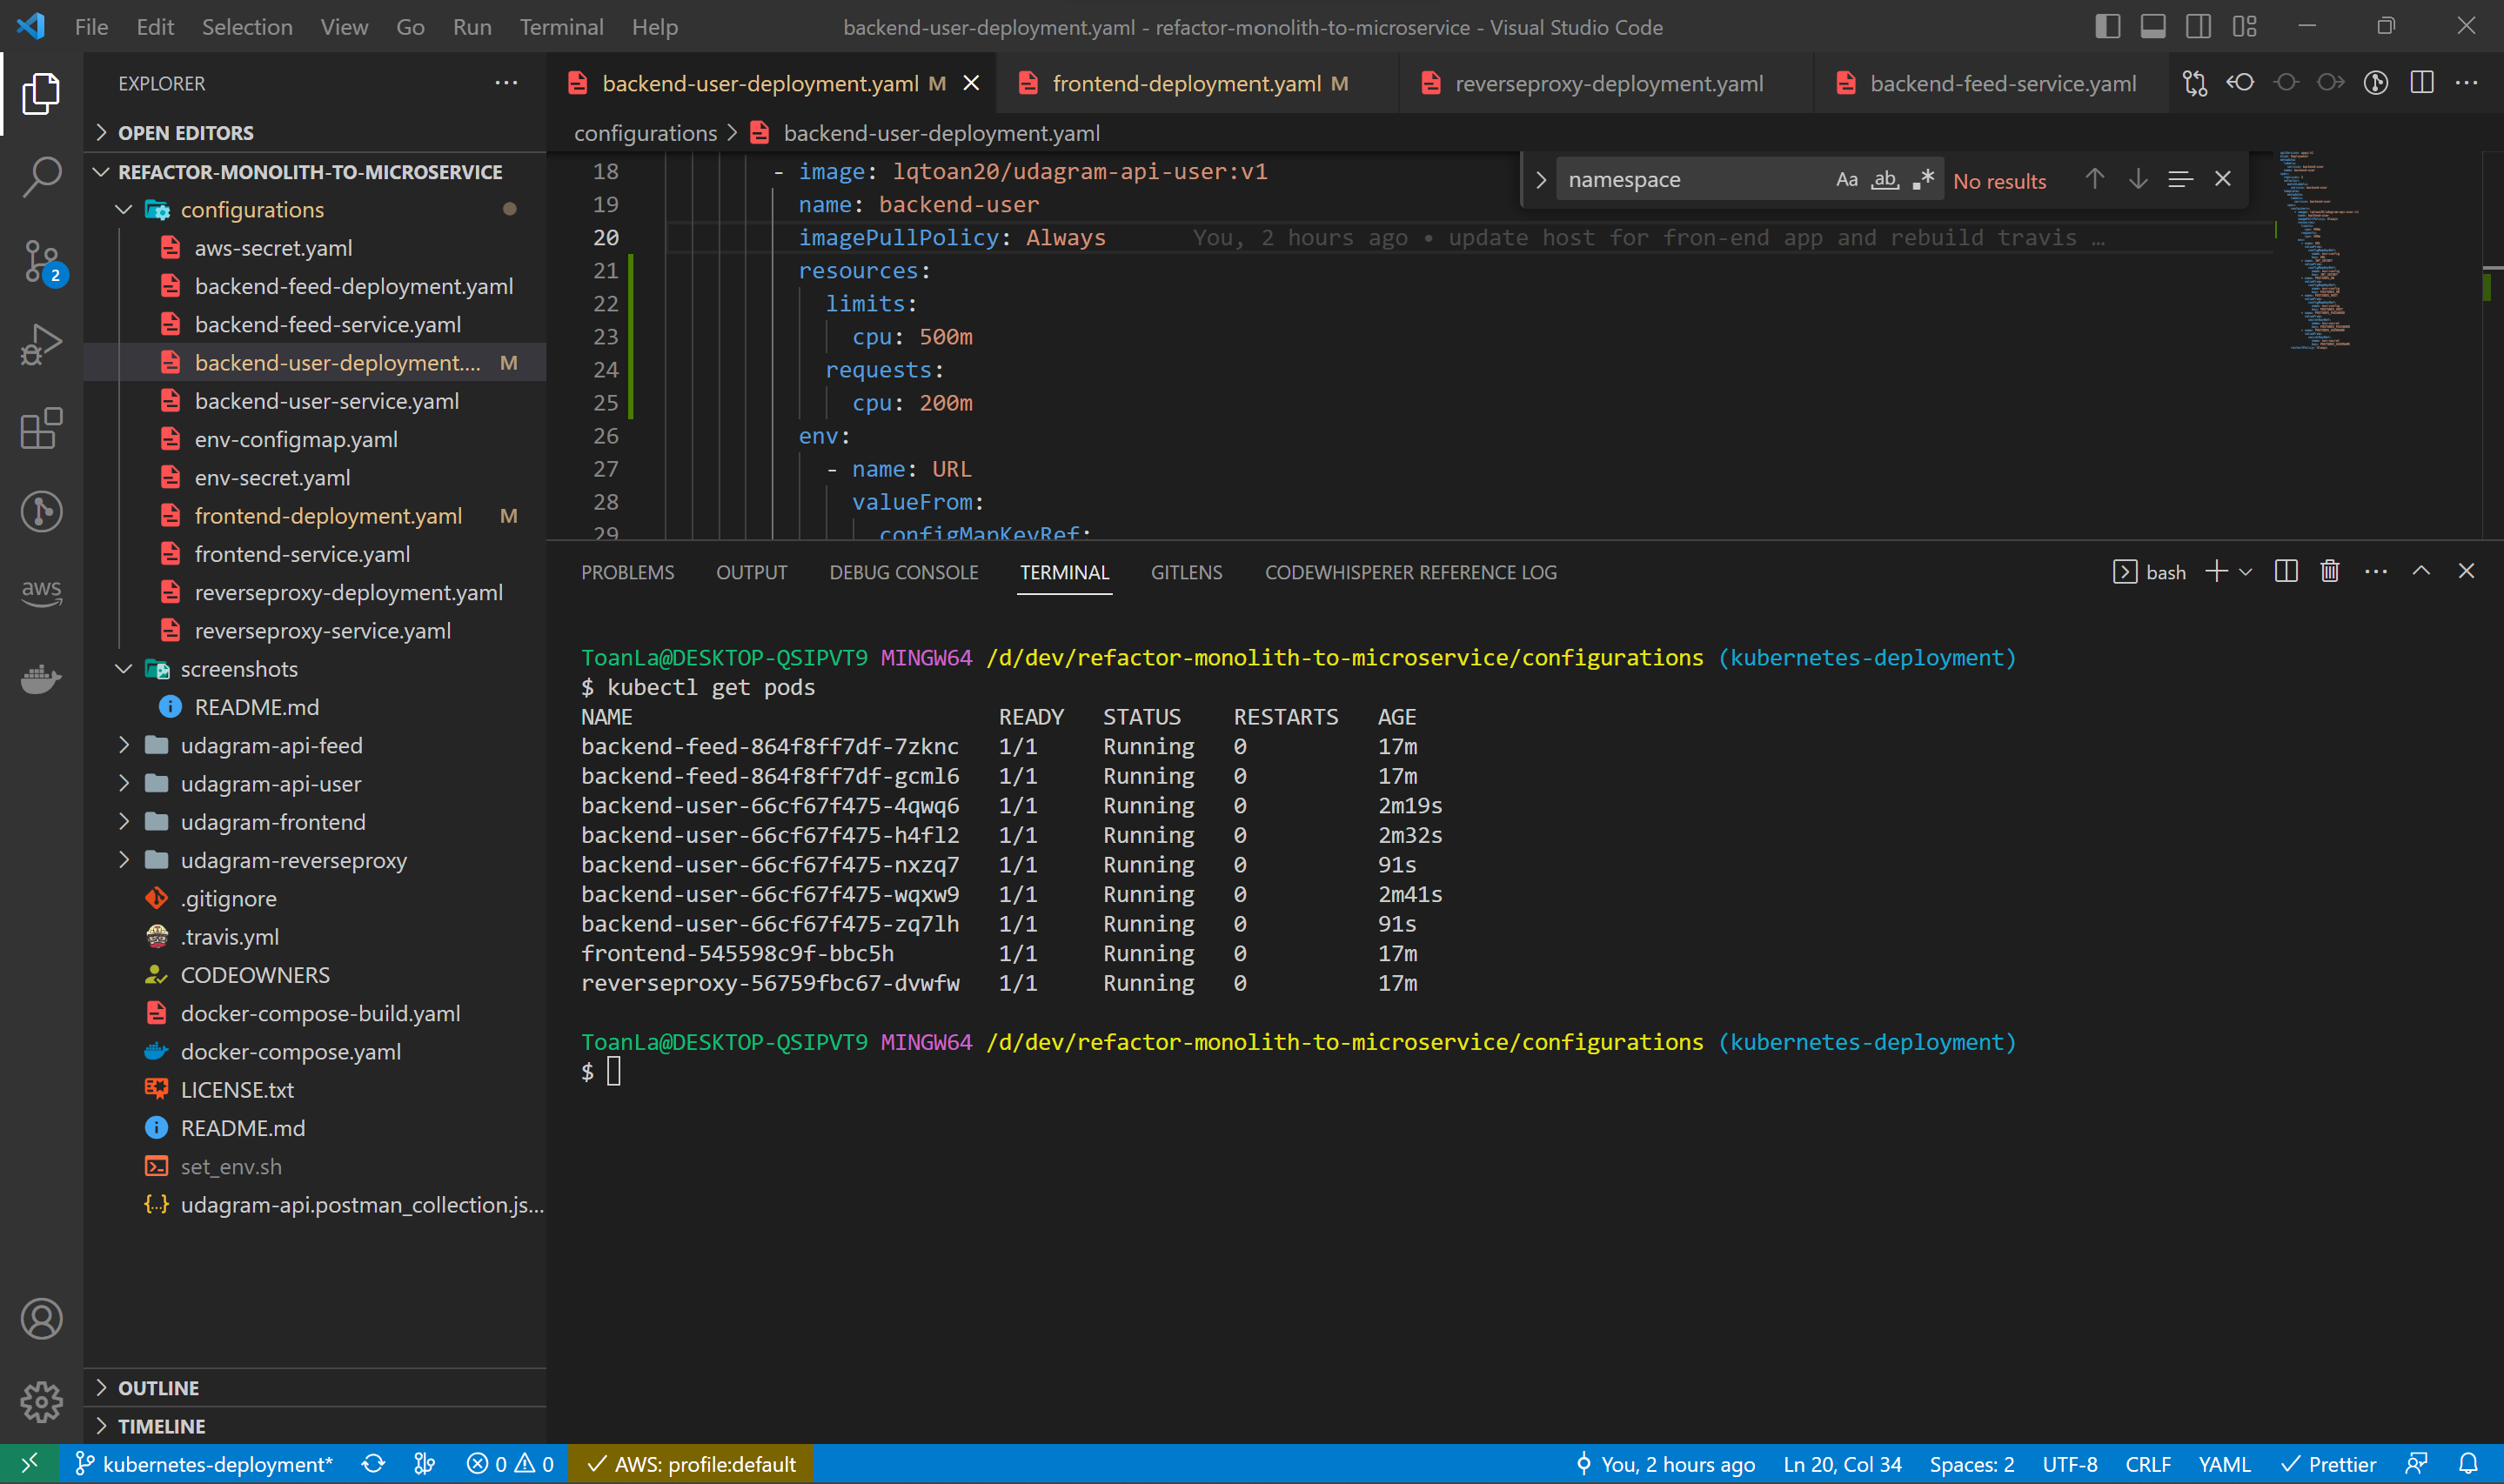 File Edit Selection View Go Run Terminal Help
backend-user-deployment.yaml - refactor-monolith-to-microservice - Visual Studio Code
EXPLORER
OPEN EDITORS
REFACTOR-MONOLITH-TO-MICROSERVICE
configurations
aws-secret.yaml
backend-feed-deployment.yaml
backend-feed-service.yaml
backend-user-deployment.... M
backend-user-service.yaml
env-configmap.yaml
env-secret.yaml
frontend-deployment.yaml M
frontend-service.yaml
reverseproxy-deployment.yaml
reverseproxy-service.yaml
screenshots
README.md
udagram-api-feed
udagram-api-user
udagram-frontend
udagram-reverseproxy
.gitignore
.travis.yml
CODEOWNERS
docker-compose-build.yaml
docker-compose.yaml
LICENSE.txt
README.md
set_env.sh
udagram-api.postman_collection.js...
OUTLINE
TIMELINE
2
aws
backend-user-deployment.yaml M
frontend-deployment.yaml M
reverseproxy-deployment.yaml
backend-feed-service.yaml
configurations > backend-user-deployment.yaml
namespace Aa ab .* No results
18 - image: lqtoan20/udagram-api-user:v1
19 name: backend-user
20 imagePullPolicy: Always You, 2 hours ago • update host for fron-end app and rebuild travis …
21 resources:
22 limits:
23 cpu: 500m
24 requests:
25 cpu: 200m
26 env:
27 - name: URL
28 valueFrom:
29 configMapKeyRef:
PROBLEMS OUTPUT DEBUG CONSOLE TERMINAL GITLENS CODEWHISPERER REFERENCE LOG
bash
ToanLa@DESKTOP-QSIPVT9 MINGW64 /d/dev/refactor-monolith-to-microservice/configurations (kubernetes-deployment)
$ kubectl get pods
NAME READY STATUS RESTARTS AGE
backend-feed-864f8ff7df-7zknc 1/1 Running 0 17m
backend-feed-864f8ff7df-gcml6 1/1 Running 0 17m
backend-user-66cf67f475-4qwq6 1/1 Running 0 2m19s
backend-user-66cf67f475-h4fl2 1/1 Running 0 2m32s
backend-user-66cf67f475-nxzq7 1/1 Running 0 91s
backend-user-66cf67f475-wqxw9 1/1 Running 0 2m41s
backend-user-66cf67f475-zq7lh 1/1 Running 0 91s
frontend-545598c9f-bbc5h 1/1 Running 0 17m
reverseproxy-56759fbc67-dvwfw 1/1 Running 0 17m
ToanLa@DESKTOP-QSIPVT9 MINGW64 /d/dev/refactor-monolith-to-microservice/configurations (kubernetes-deployment)
$
kubernetes-deployment* 0 0 AWS: profile:default You, 2 hours ago Ln 20, Col 34 Spaces: 2 UTF-8 CRLF YAML Prettier